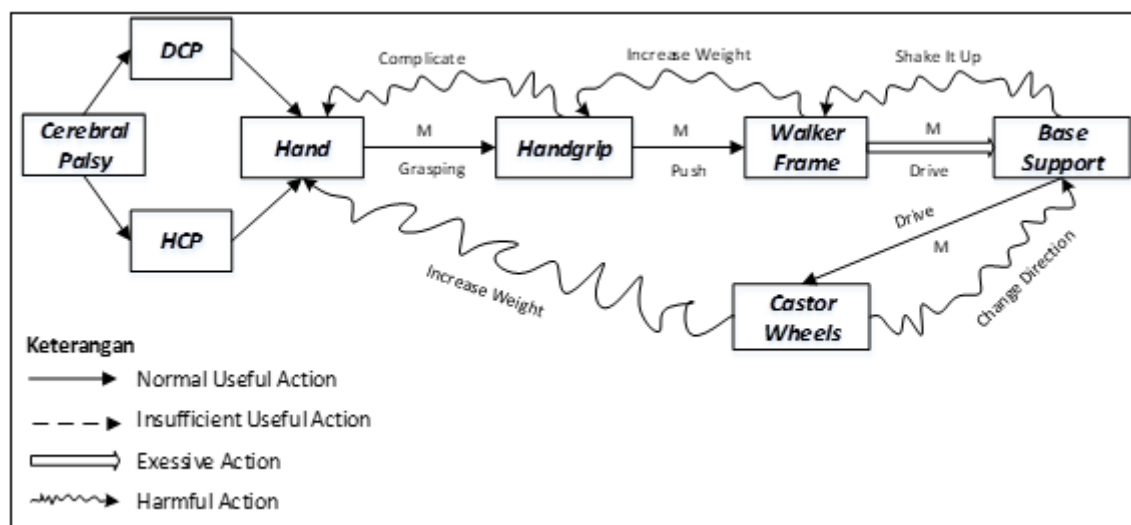 DCP
Complicate
Increase Weight
Shake It Up
Cerebral
Palsy
Hand
M
Grasping
Handgrip
M
Push
Walker
Frame
M
Drive
Base
Support
HCP
Drive
M
Increase Weight
Castor
Wheels
Change Direction
Keterangan
Normal Useful Action
Insufficient Useful Action
Exessive Action
Harmful Action